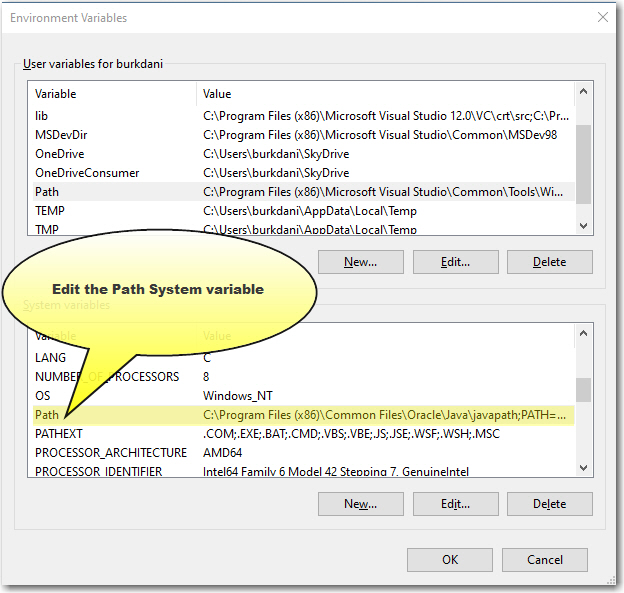 Environment Variables
User variables for burkdani
Variable Value
lib C:\Program Files (x86)\Microsoft Visual Studio 12.0\VC\crt\src;C:\Pr...
MSDevDir C:\Program Files (x86)\Microsoft Visual Studio\Common\MSDev98
OneDrive C:\Users\burkdani\SkyDrive
OneDriveConsumer C:\Users\burkdani\SkyDrive
Path C:\Program Files (x86)\Microsoft Visual Studio\Common\Tools\Wi...
TEMP C:\Users\burkdani\AppData\Local\Temp
TMP C:\Users\burkdani\AppData\Local\Temp
New... Edit... Delete
Edit the Path System variable
System variables
Variable Value
LANG C
NUMBER_OF_PROCESSORS 8
OS Windows_NT
Path C:\Program Files (x86)\Common Files\Oracle\Java\javapath;PATH=...
PATHEXT .COM;.EXE;.BAT;.CMD;.VBS;.VBE;.JS;.JSE;.WSF;.WSH;.MSC
PROCESSOR_ARCHITECTURE AMD64
PROCESSOR_IDENTIFIER Intel64 Family 6 Model 42 Stepping 7, GenuineIntel
New... Edit... Delete
OK Cancel